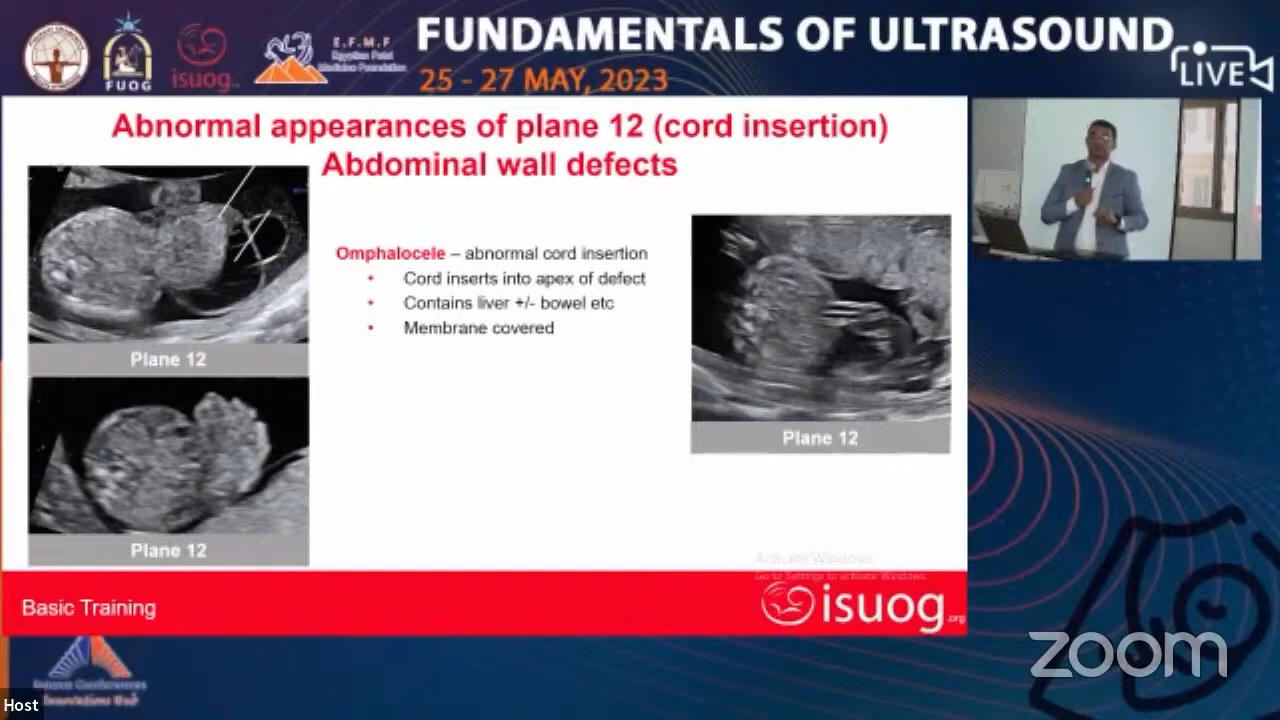 FUNDAMENTALS OF ULTRASOUND
25 - 27 MAY, 2023
LIVE
FUOG
isuog
E.F.M.F
Egyptian Fetal
Medicine Foundation
Abnormal appearances of plane 12 (cord insertion)
Abdominal wall defects
Plane 12
Omphalocele – abnormal cord insertion
• Cord inserts into apex of defect
• Contains liver +/- bowel etc
• Membrane covered
Plane 12
Plane 12
Activate Windows
Go to Settings to activate Windows.
Basic Training
isuog.org
zoom
Innova Conferences
Host